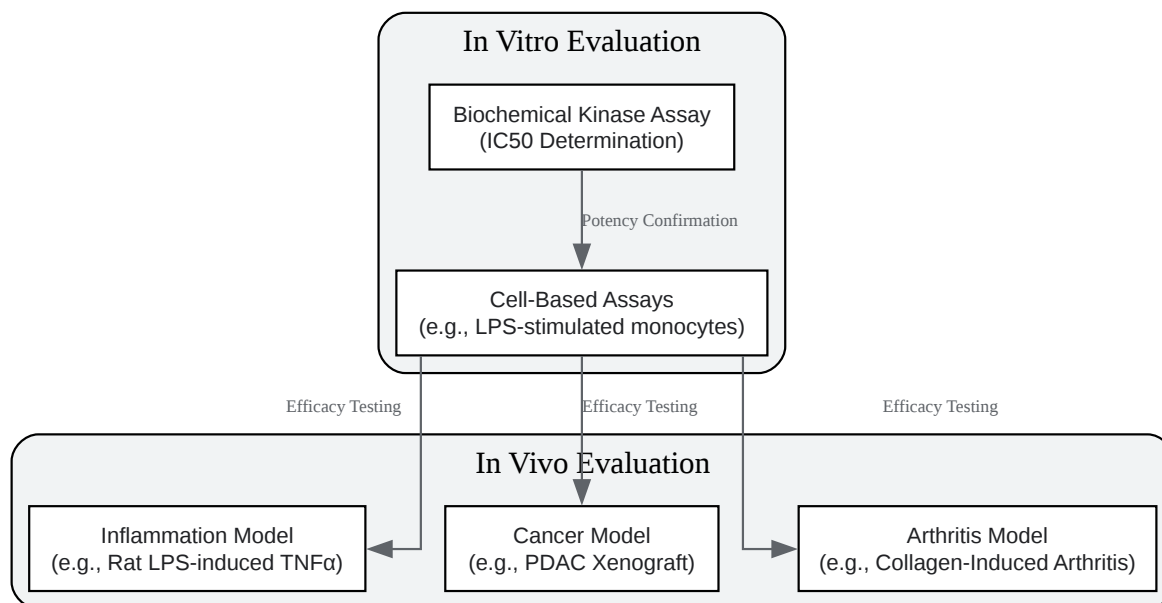 In Vitro Evaluation
Biochemical Kinase Assay
(IC50 Determination)
Potency Confirmation
Cell-Based Assays
(e.g., LPS-stimulated monocytes)
Efficacy Testing
Efficacy Testing
Efficacy Testing
In Vivo Evaluation
Inflammation Model
(e.g., Rat LPS-induced TNFα)
Cancer Model
(e.g., PDAC Xenograft)
Arthritis Model
(e.g., Collagen-Induced Arthritis)